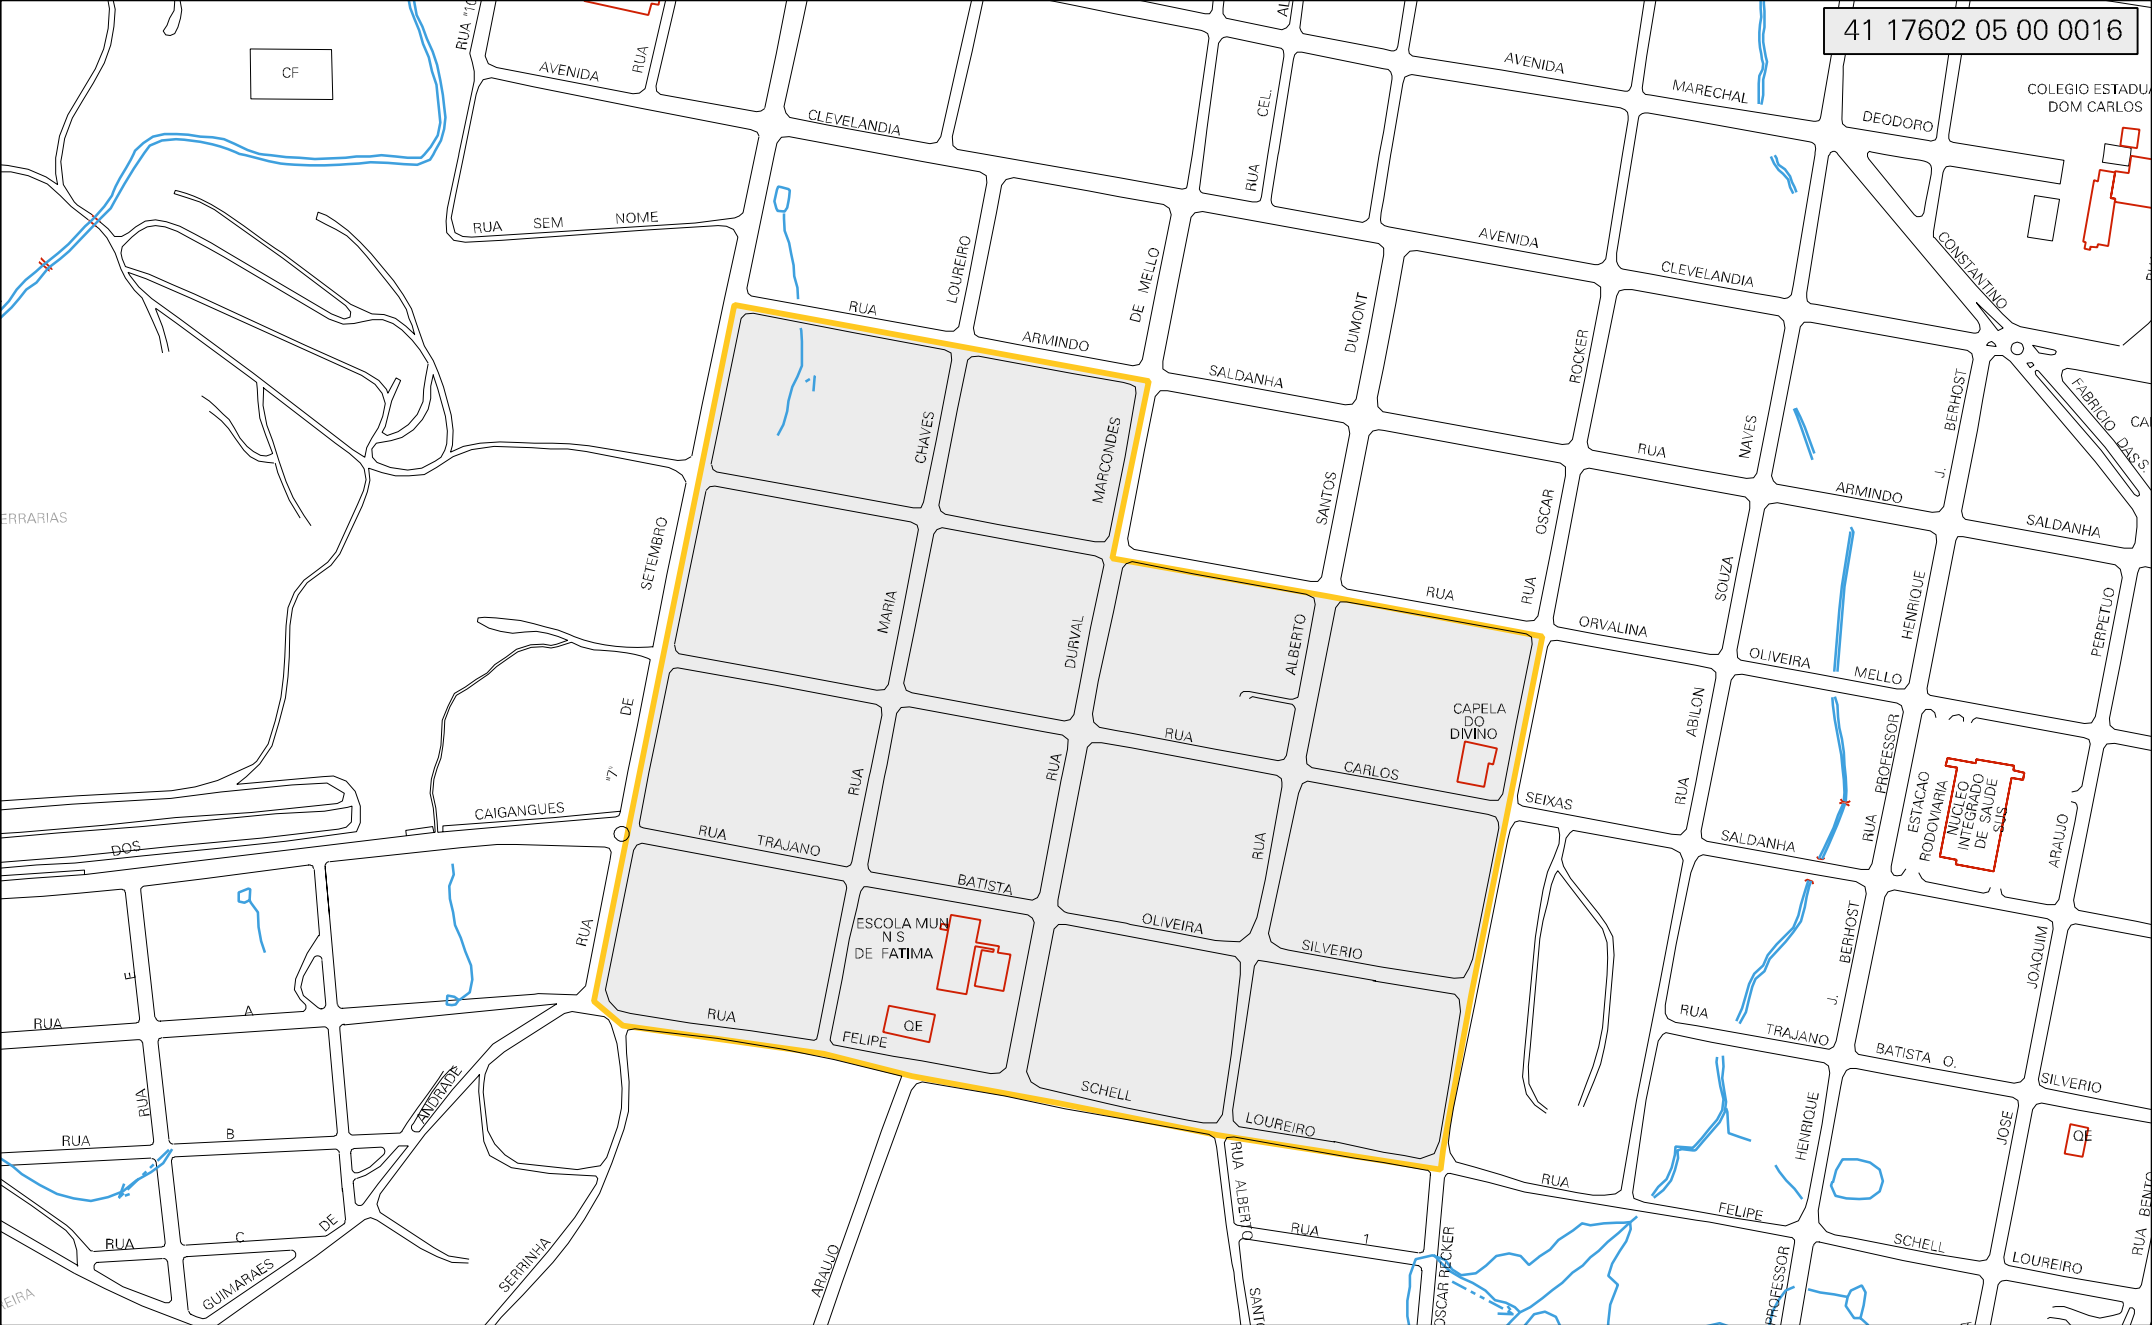 41 17602 05 00 0016
RUA "10
RUA
CF
AVENIDA
AVENIDA
MARECHAL
DEODORO
COLEGIO ESTADUA
DOM CARLOS
CLEVELANDIA
CEL.
RUA
RUA SEM NOME
LOUREIRO
DE MELLO
AVENIDA
CLEVELANDIA
CONSTANTINO
RUA
ARMINDO
SALDANHA
DUMONT
ROCKER
NAVES
J. BERHOST
FABRICIO DAS S.
CHAVES
MARCONDES
RUA
ARMINDO
SALDANHA
ERRARIAS
SETEMBRO
SANTOS
OSCAR
MARIA
DURVAL
ALBERTO
RUA
RUA
ORVALINA
SOUZA
HENRIQUE
PERPETUO
OLIVEIRA
MELLO
DE
"7"
RUA
RUA
RUA
CARLOS
CAPELA
DO
DIVINO
SEIXAS
ABILON
RUA
PROFESSOR
RUA
ESTACAO
RODOVIARIA
NUCLEO
INTEGRADO
DE SAUDE
SUS
ARAUJO
CAIGANGUES
DOS
RUA
TRAJANO
BATISTA
RUA
OLIVEIRA
SILVERIO
SALDANHA
J. BERHOST
JOAQUIM
RUA
ESCOLA MUN
N S
DE FATIMA
QE
RUA
FELIPE
SCHELL
LOUREIRO
RUA
TRAJANO
BATISTA O.
SILVERIO
E
RUA
A
RUA
RUA
B
ANDRADE
DE
GUIMARAES
RUA
C
EIRA
SERRINHA
ARAUJO
RUA ALBERTO
SANT
RUA
1
OSCAR RECKER
RUA
FELIPE
HENRIQUE
PROFESSOR
JOSE
QE
SCHELL
LOUREIRO
RUA BENTO